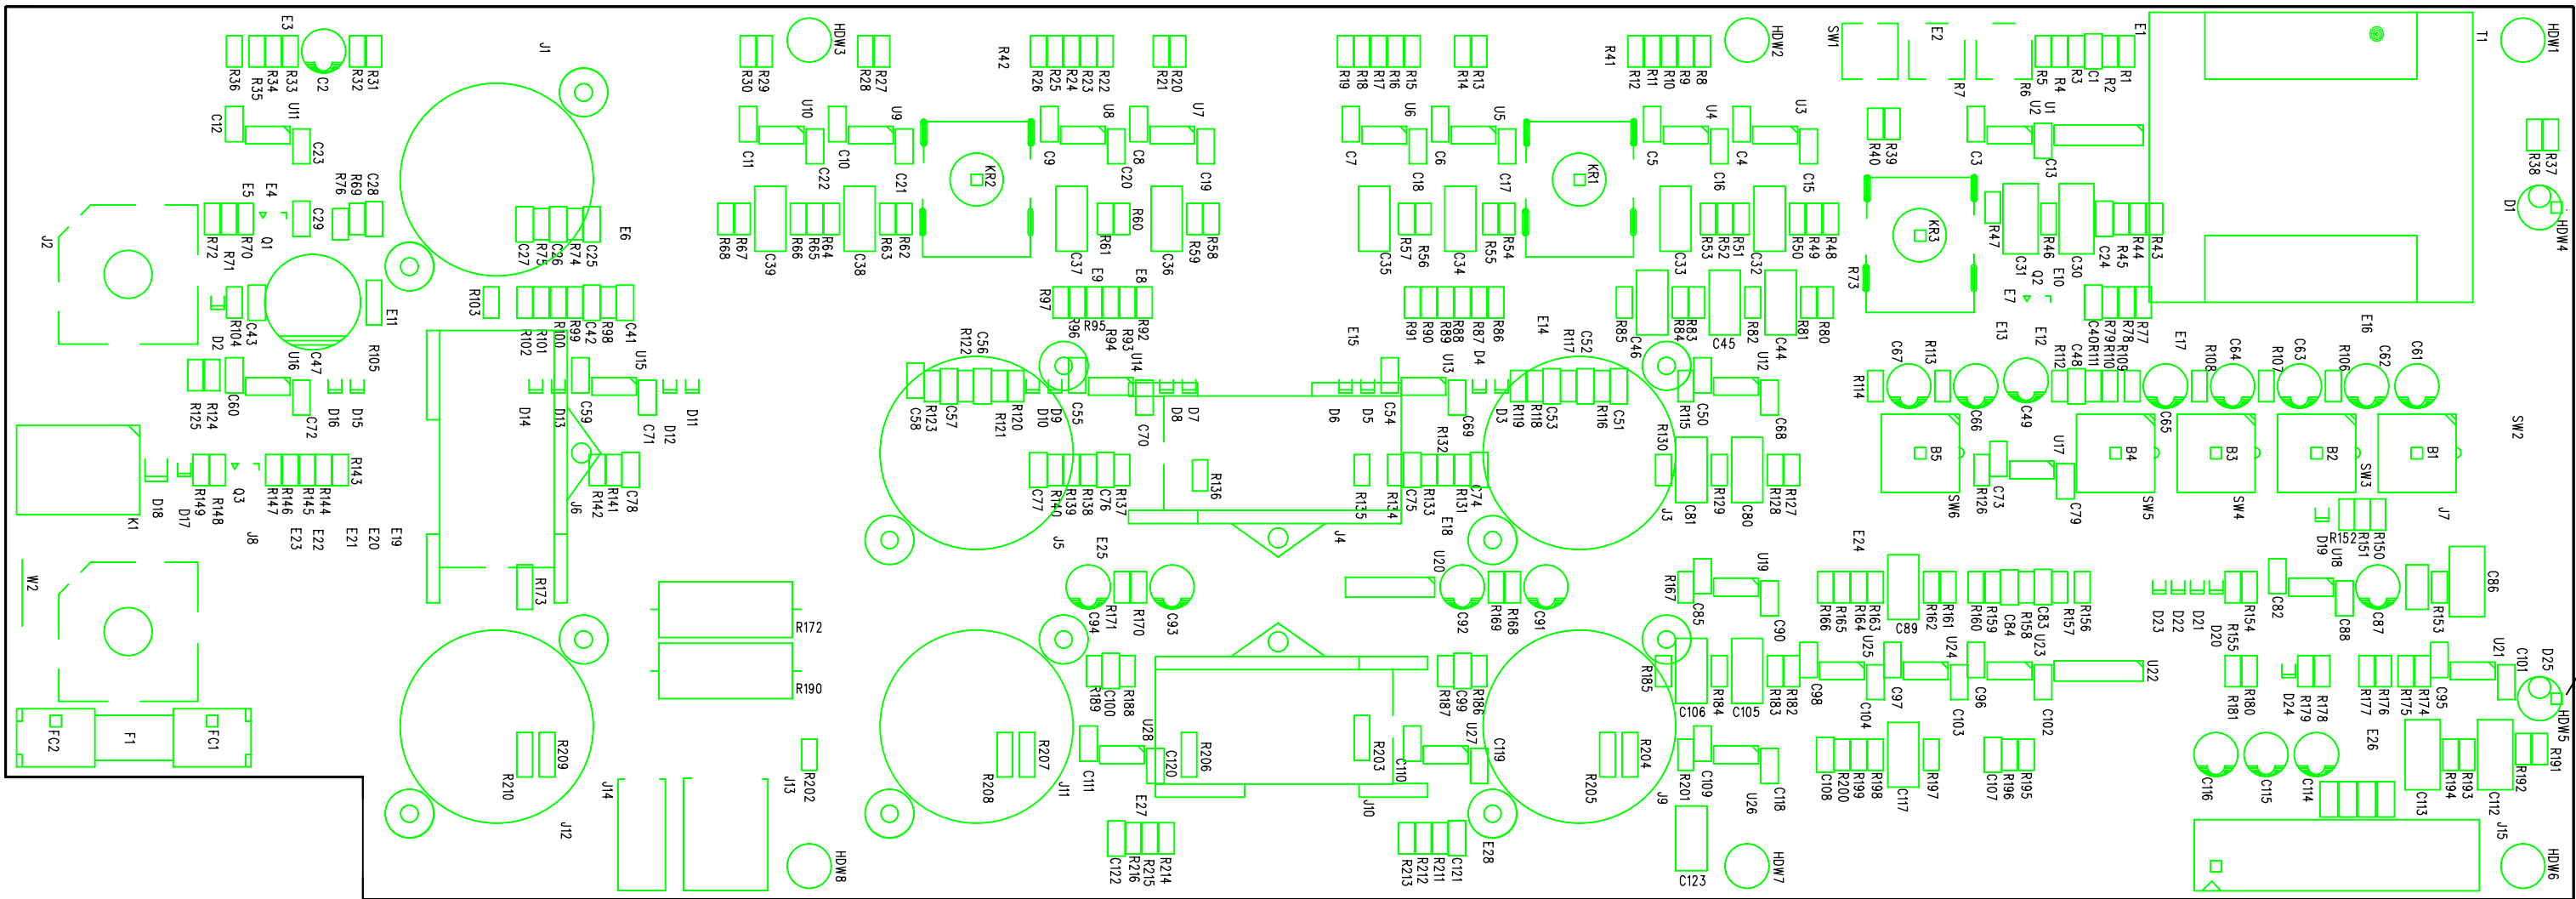 E3
J1
HDW3
R42
R41
HDW2
SW1
E2
E1
T1
HDW1
R36
R35
R34
R33
C2
R32
R31
R30
R29
R28
R27
R26
R25
R24
R23
R22
R21
R20
R19
R18
R17
R16
R15
R14
R13
R12
R11
R10
R9
R8
R7
R6
R5
R4
R3
C1
R2
R1
C12
U11
C23
U10
U9
U8
U7
U6
U5
U4
U3
U2
U1
C11
C22
C10
C21
KR2
C9
C20
C8
C19
C7
C18
C6
C17
KR1
C5
C16
C4
C15
R40
R39
C3
C13
R38
R37
J2
E5
E4
R76
R69
C28
R72
R71
R70
Q1
C29
E6
C27
R75
C26
R74
C25
R68
R67
C39
R66
R65
R64
C38
R63
R62
C37
R61
R60
C36
R59
R58
C35
R57
R56
C34
R55
R54
C33
R53
R52
R51
C32
R50
R49
R48
KR3
R73
R47
C31
R46
C30
C24
R45
R44
R43
D1
HDW4
E10
Q2
E7
E9
E8
R103
R97
D2
R104
C43
U16
C47
E11
R105
R102
R101
R100
R99
C42
R98
C41
U15
R122
C56
R96
R95
R94
R93
R92
U14
E15
R91
R90
R89
R88
R87
R86
U13
D4
E14
R117
C52
R85
C46
R84
R83
C45
R82
C44
R81
R80
U12
E13
E12
C40
R79
R78
R77
C67
R113
R112
C48
R111
R110
R109
E17
R108
C64
R107
C63
E16
R106
C62
C61
R125
R124
C60
C72
D16
D15
D14
D13
C59
C71
D12
D11
C58
R123
C57
R121
R120
D10
D9
C55
C70
D8
D7
D6
D5
C54
C69
D3
R119
R118
C53
R116
C51
R115
C50
C68
R114
C66
C49
C65
SW2
K1
D18
D17
R149
R148
Q3
J8
R147
R146
R145
R144
R143
E23
E22
E21
E20
E19
J6
R142
R141
C78
C77
R140
R139
R138
C76
R137
R136
R135
R134
C75
R133
R132
R131
C74
E18
R130
J3
C81
R129
C80
R128
R127
B5
B4
B3
B2
B1
U17
R126
C73
C79
SW6
SW5
SW4
SW3
J7
J5
J4
E25
U20
U19
E24
R152
R151
R150
D19
U18
W2
R173
R172
R190
C94
R171
R170
C93
C92
R169
R168
C91
R167
C85
C90
R166
R165
R164
R163
C89
R162
R161
R160
R159
C84
R158
C83
R157
R156
D23
D22
D21
D20
R155
R154
C82
C88
C87
R153
C86
U25
U24
U23
U22
U21
C101
D25
HDW5
R189
C100
R188
U28
R187
C99
R186
U27
R185
C106
R184
C105
R183
R182
C98
C104
C97
C103
C96
C102
R181
R180
D24
R179
R178
R177
R176
R175
R174
C95
FC2
F1
FC1
R210
R209
J14
J13
R202
R208
R207
J11
C111
C120
R206
R203
C110
C119
R205
R204
J9
R201
C109
U26
C118
C108
R200
R199
R198
C117
R197
C107
R196
R195
E26
C116
C115
C114
C113
R194
R193
C112
R192
R191
J12
HDW8
E27
C122
R216
R215
R214
J10
R213
R212
R211
C121
E28
C123
HDW7
J15
HDW6